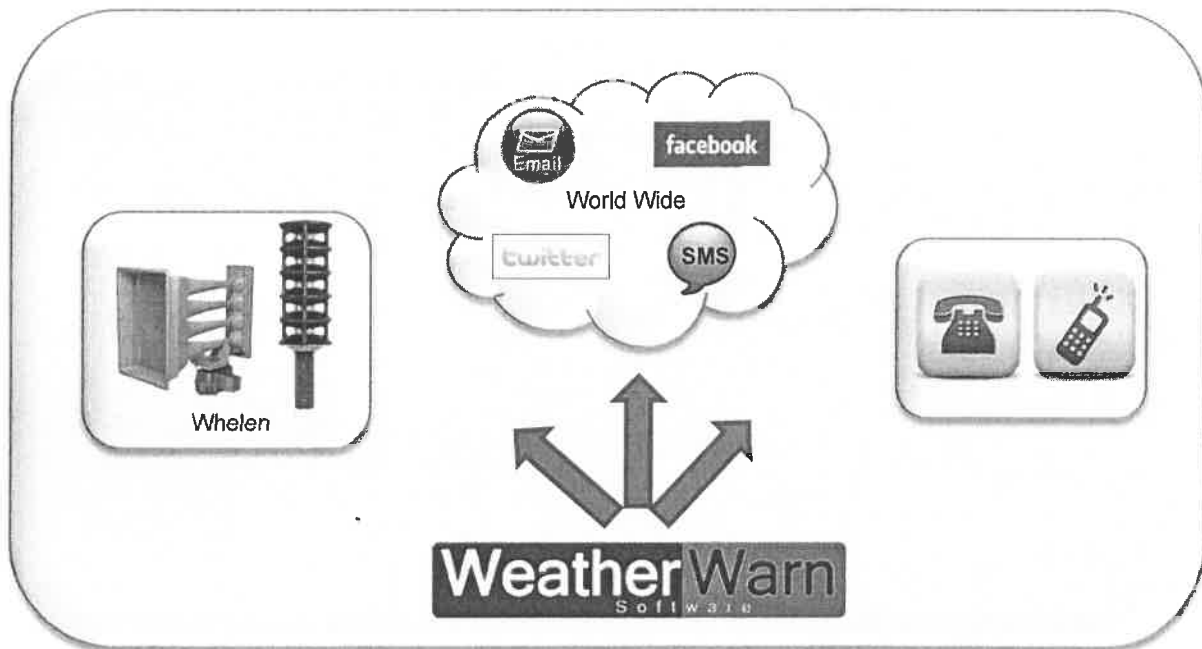 Email
facebook
World Wide
twitter
SMS
Whelen
WeatherWarn
Software